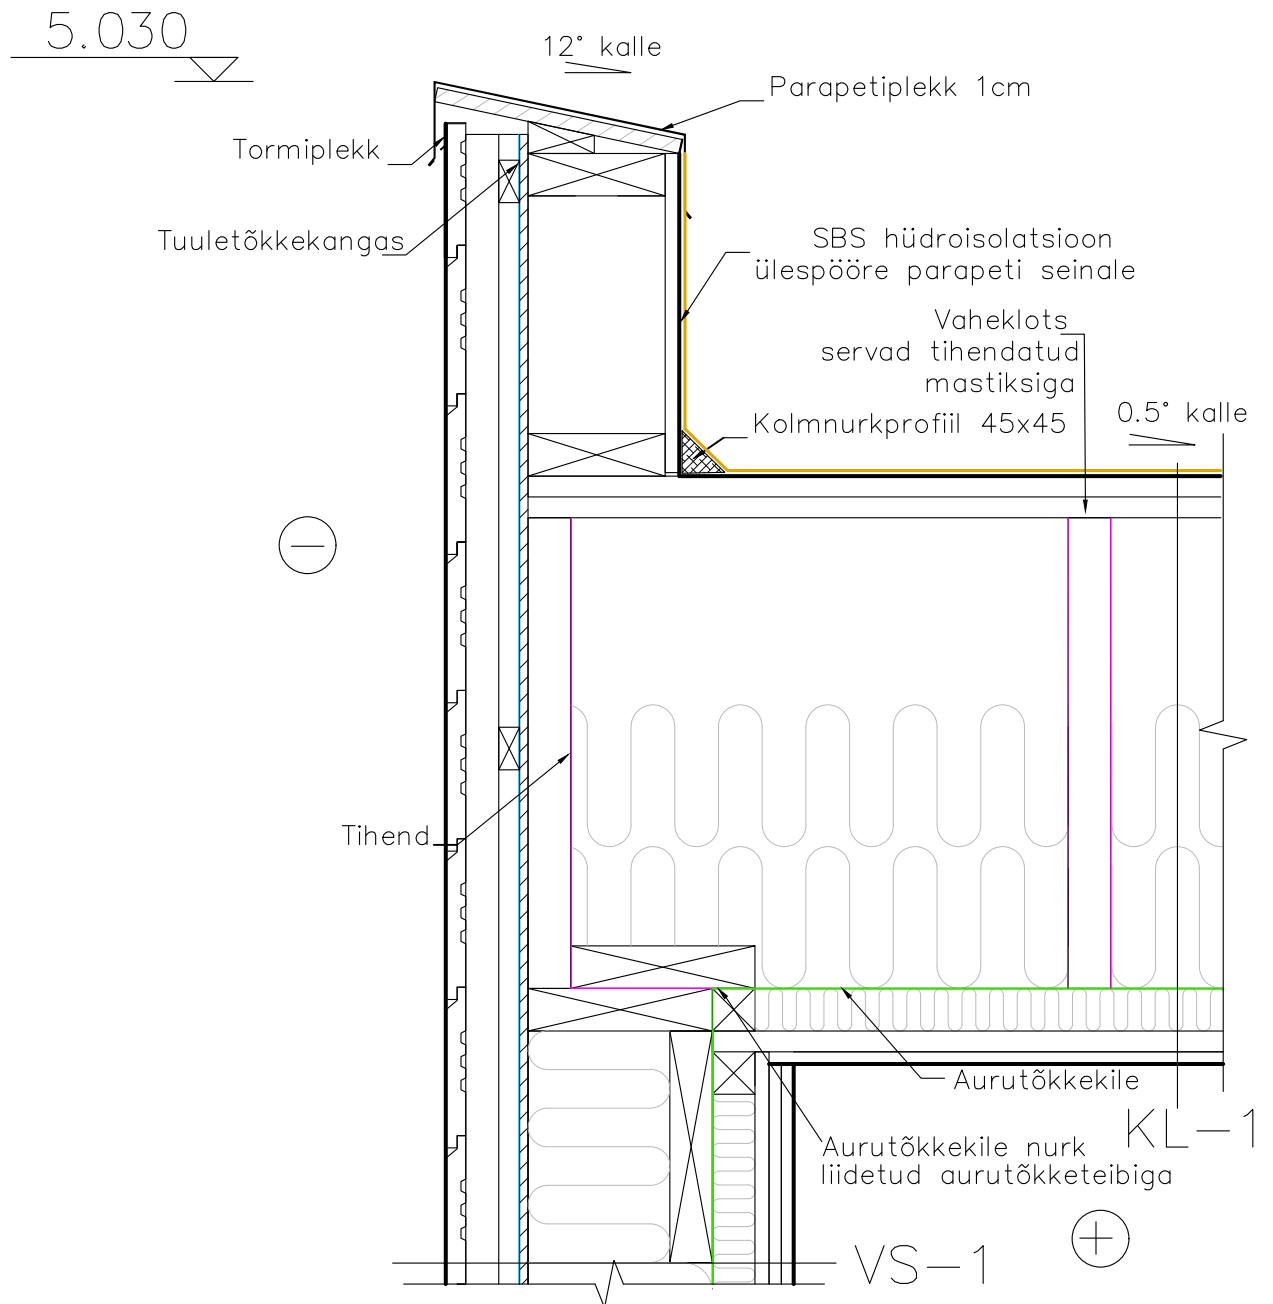 5.030
12° kalle
Parapetiplekk 1cm
Tormiplekk
Tuuletõkkekangas
SBS hüdroisolatsioon
ülespööre parapeti seinale
Vaheklots
servad tihendatud
mastiksiga
Kolmnurkprofiil 45x45
0.5° kalle
Tihend
Aurutõkkekile
KL-1
Aurutõkkekile nurk
liidetud aurutõkketeibiga
VS-1